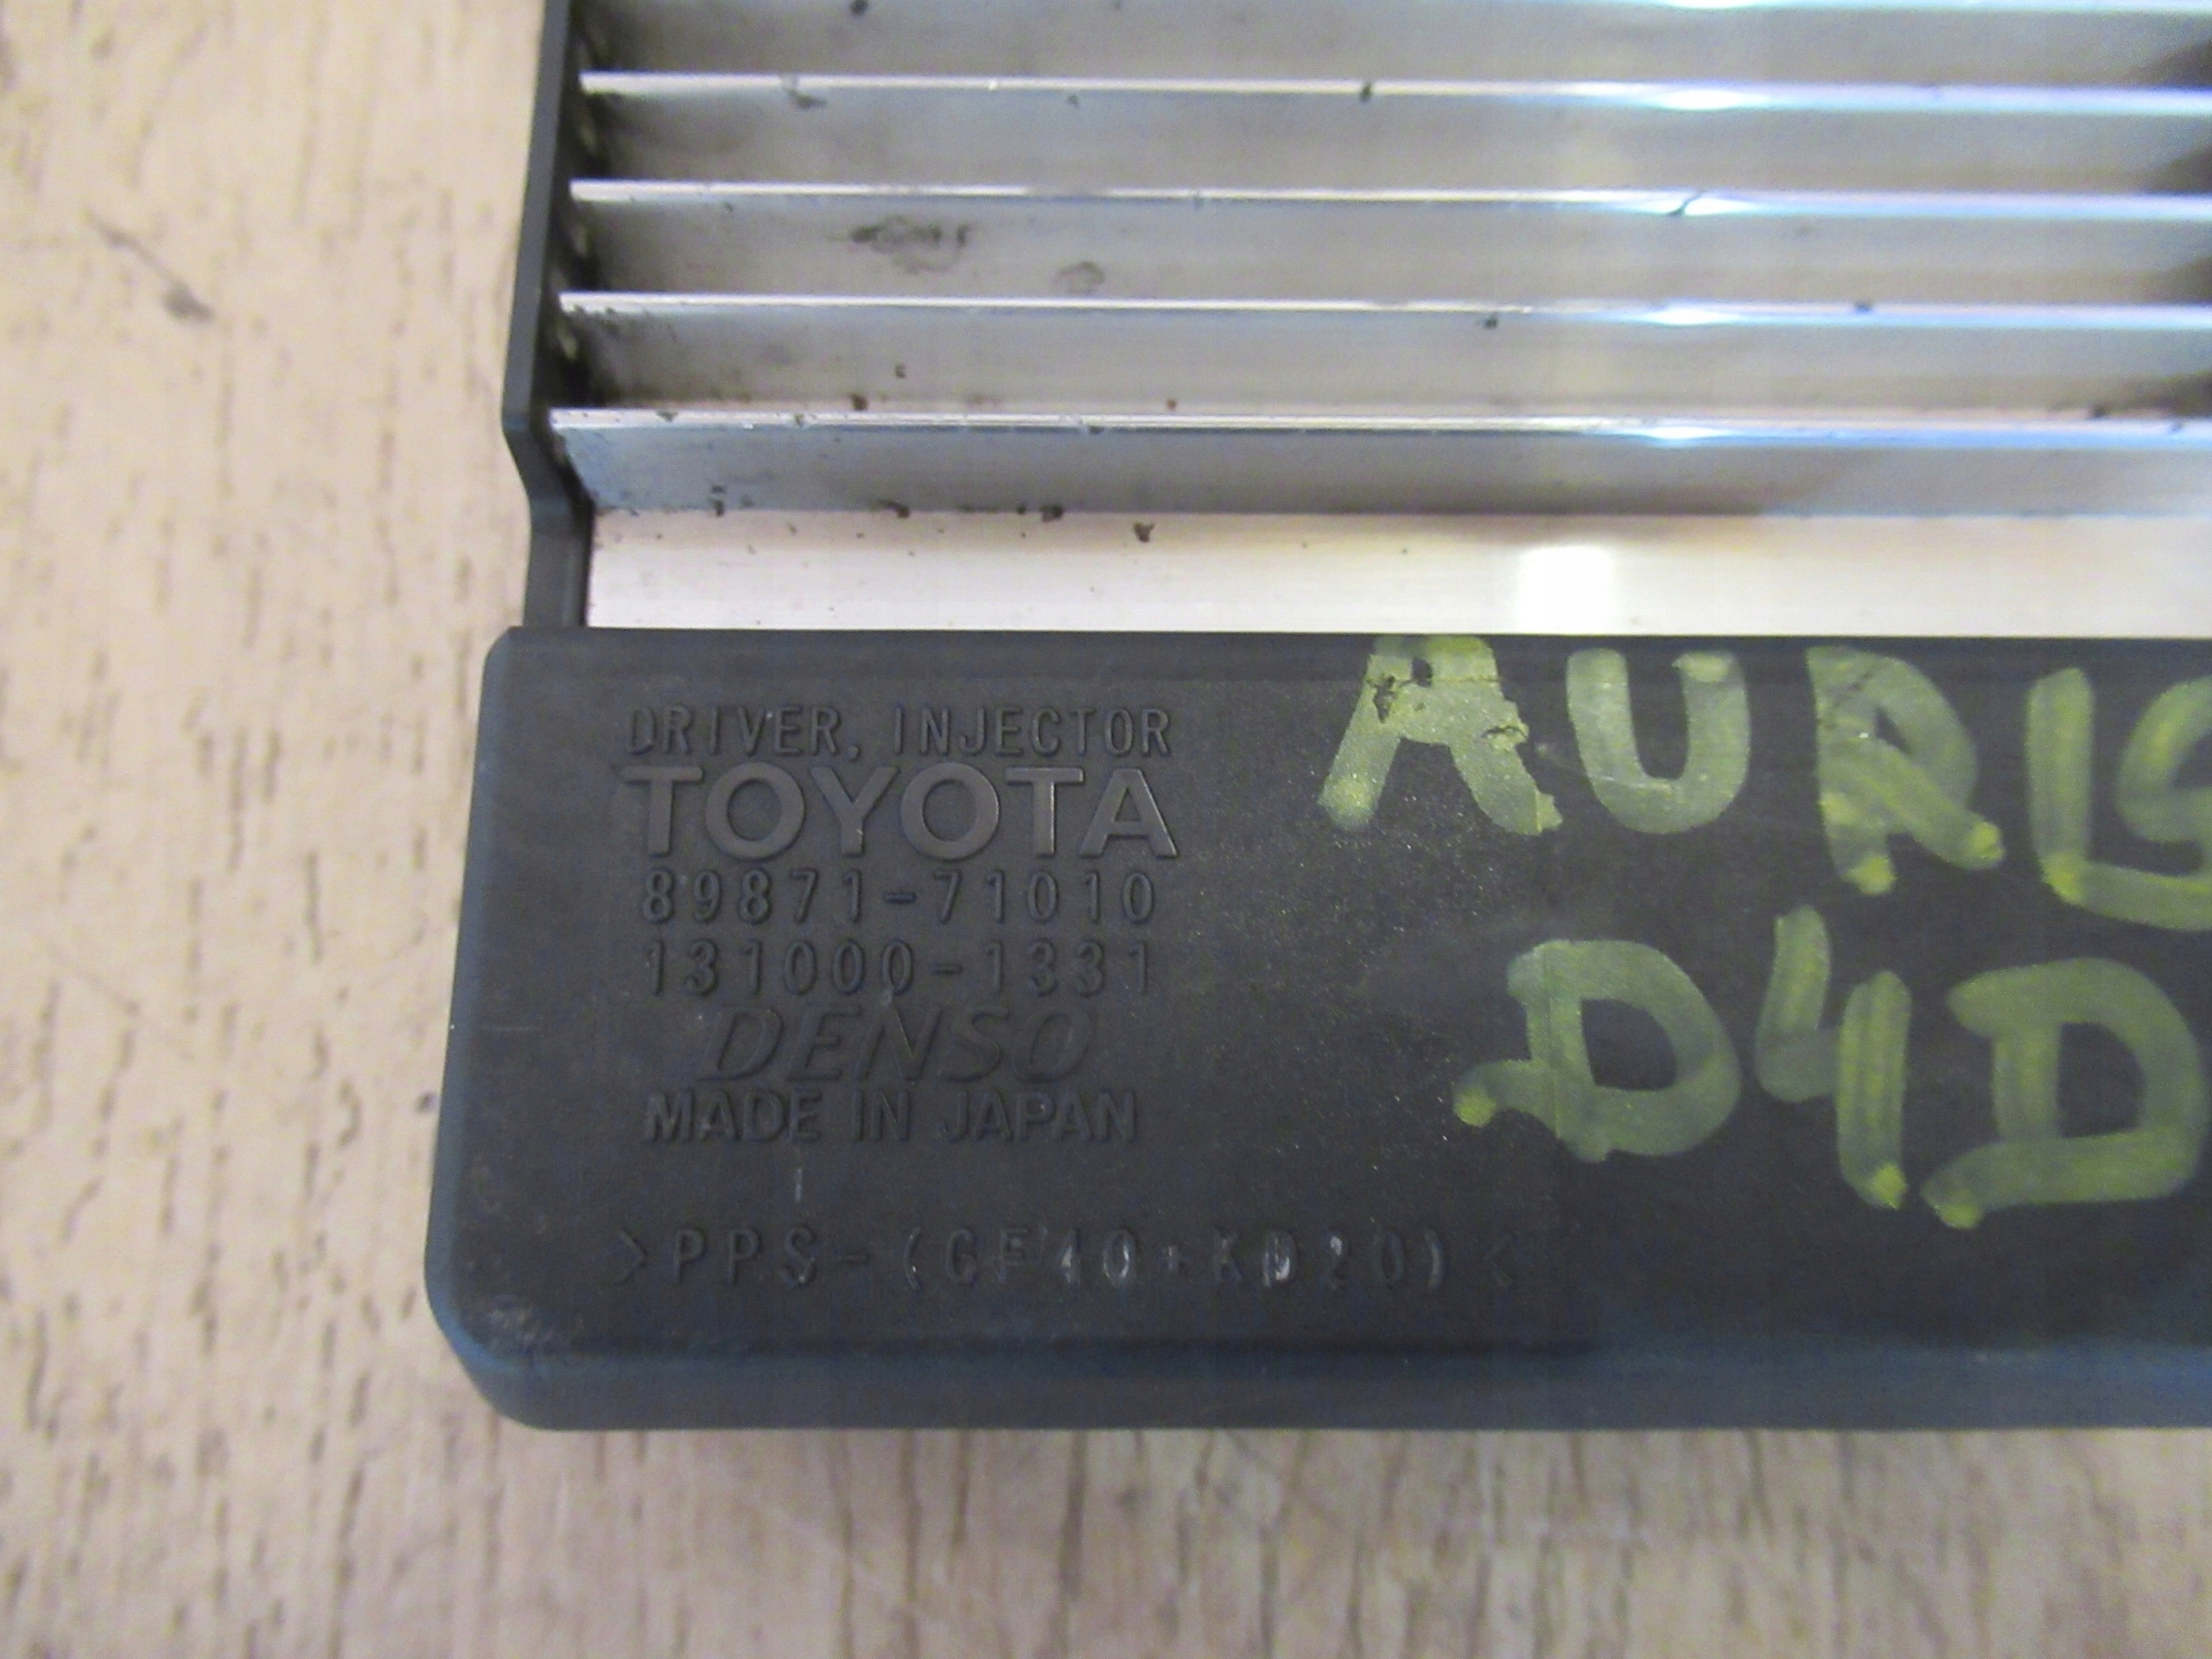 DRIVER, INJECTOR
TOYOTA
89871-71010
131000-1331
DENSO
MADE IN JAPAN
>PPS-(GF40+KD20)<
AURIS
D4D